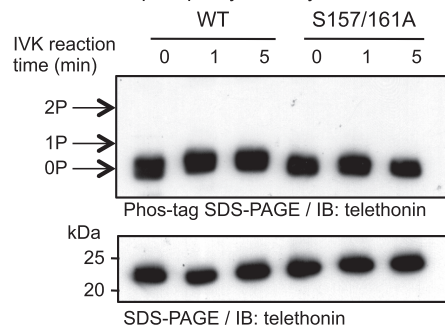 WT S157/161A
IVK reaction
time (min) 0 1 5 0 1 5
2P
1P
0P
Phos-tag SDS-PAGE / IB: telethonin
kDa
25
20
SDS-PAGE / IB: telethonin